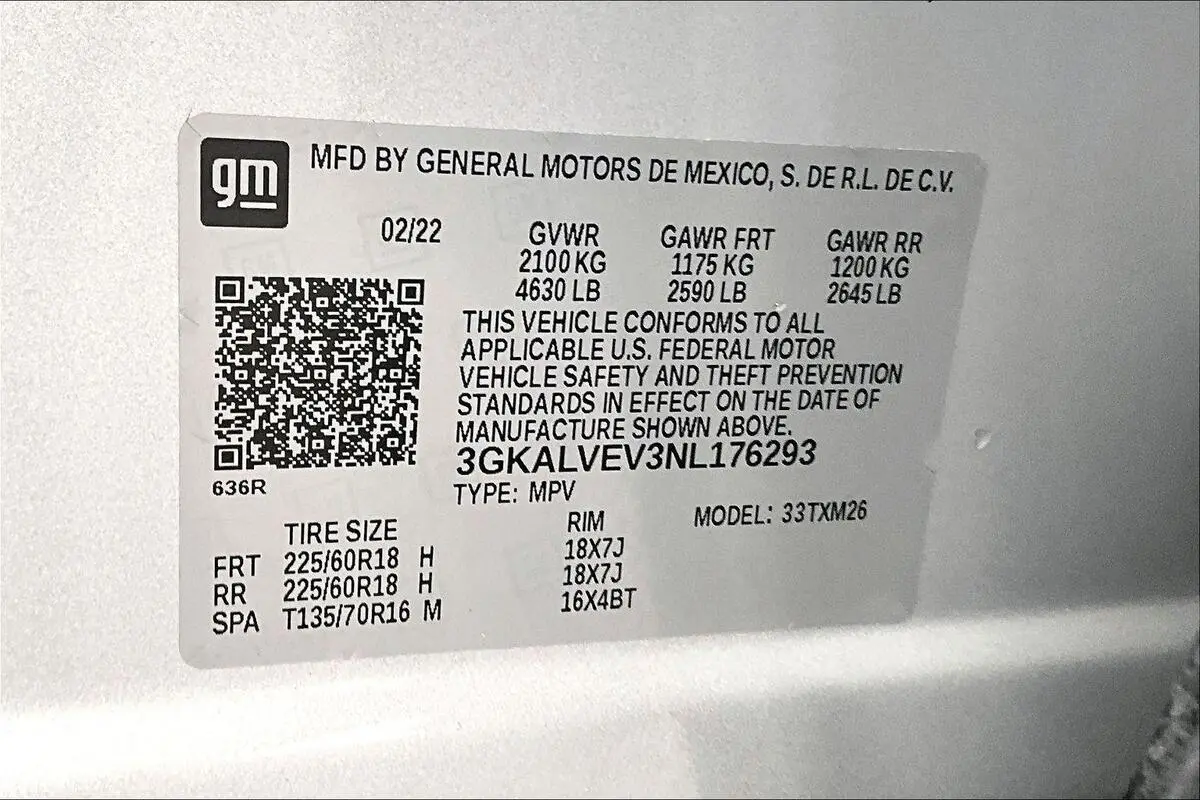 gm MFD BY GENERAL MOTORS DE MEXICO, S. DE R.L. DE C.V.
02/22 GVWR GAWR FRT GAWR RR
2100 KG 1175 KG 1200 KG
4630 LB 2590 LB 2645 LB
THIS VEHICLE CONFORMS TO ALL
APPLICABLE U.S. FEDERAL MOTOR
VEHICLE SAFETY AND THEFT PREVENTION
STANDARDS IN EFFECT ON THE DATE OF
MANUFACTURE SHOWN ABOVE.
3GKALVEV3NL176293
636R
TYPE: MPV MODEL: 33TXM26
TIRE SIZE RIM
FRT 225/60R18 H 18X7J
RR 225/60R18 H 18X7J
SPA T135/70R16 M 16X4BT